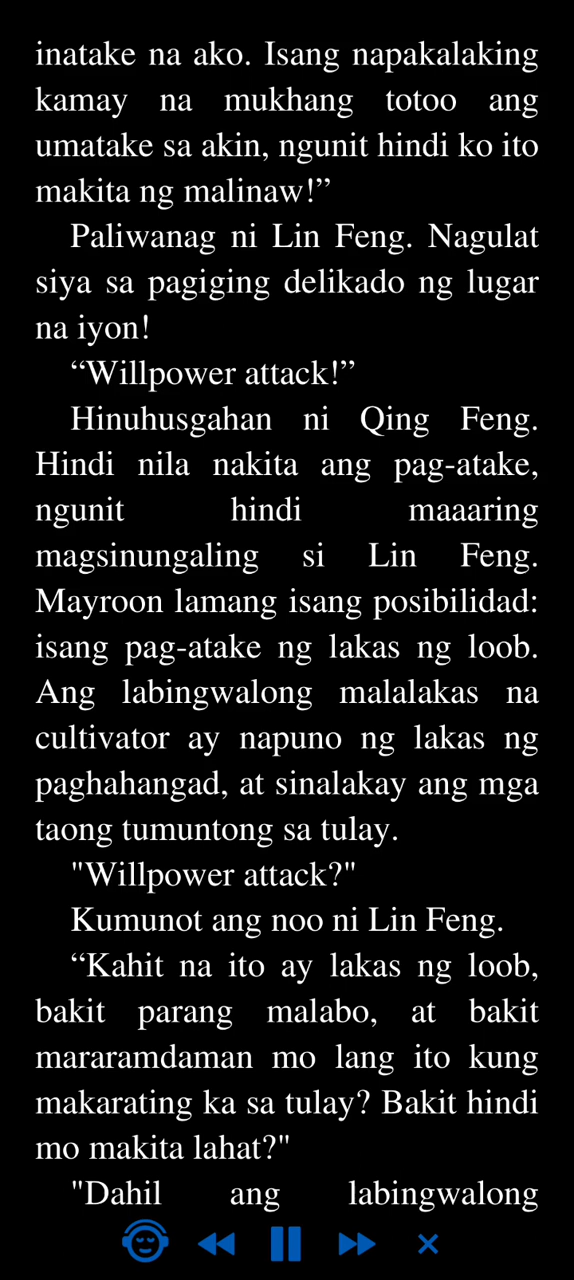 inatake na ako. Isang napakalaking
kamay na mukhang totoo ang
umatake sa akin, ngunit hindi ko ito
makita ng malinaw!”
Paliwanag ni Lin Feng. Nagulat
siya sa pagiging delikado ng lugar
na iyon!
“Willpower attack!”
Hinuhusgahan ni Qing Feng.
Hindi nila nakita ang pag-atake,
ngunit hindi maaaring
magsinungaling si Lin Feng.
Mayroon lamang isang posibilidad:
isang pag-atake ng lakas ng loob.
Ang labingwalong malalakas na
cultivator ay napuno ng lakas ng
paghahangad, at sinalakay ang mga
taong tumuntong sa tulay.
"Willpower attack?"
Kumunot ang noo ni Lin Feng.
“Kahit na ito ay lakas ng loob,
bakit parang malabo, at bakit
mararamdaman mo lang ito kung
makarating ka sa tulay? Bakit hindi
mo makita lahat?"
"Dahil ang labingwalong